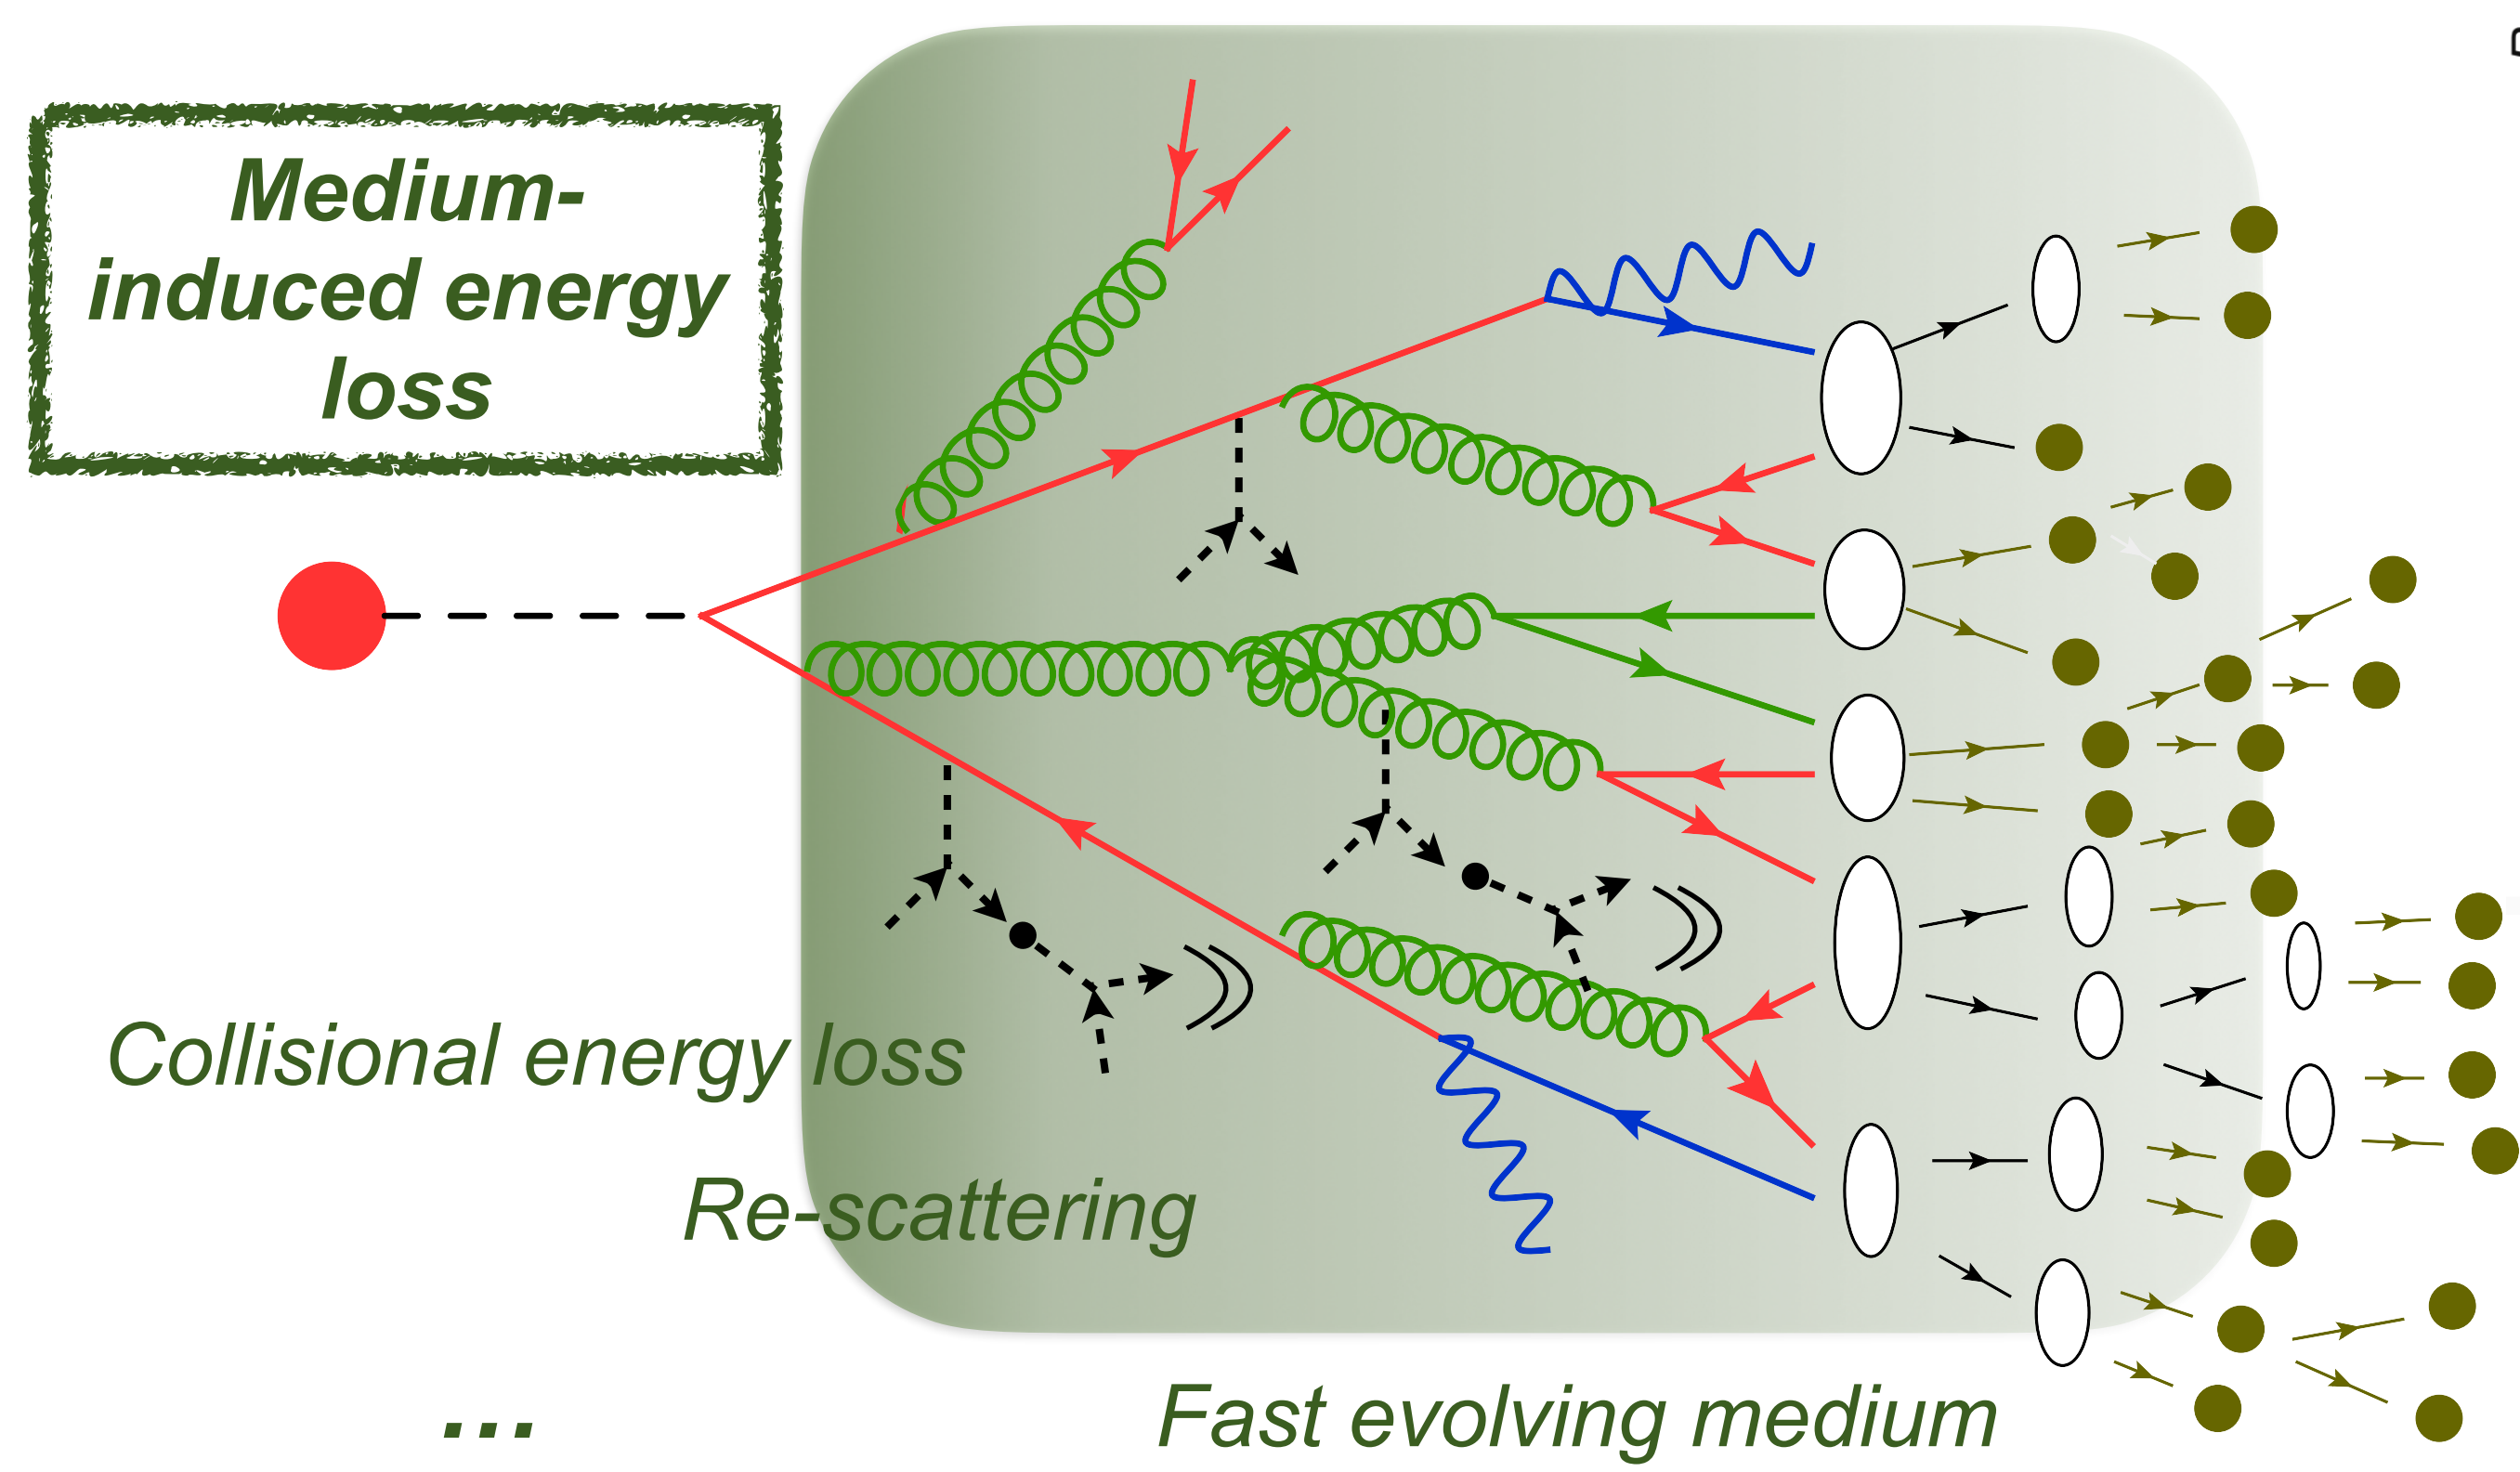 Medium-
induced energy
loss
Collisional energy loss
Re-scattering
...
Fast evolving medium